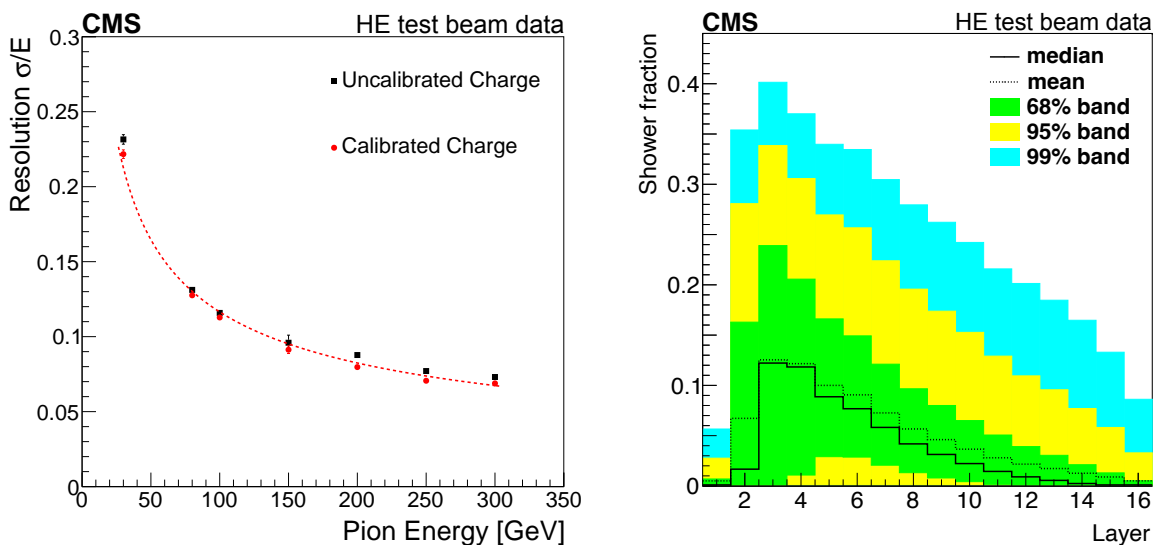 CMS HE test beam data
Resolution σ/E
0.3
0.25
0.2
0.15
0.1
0.05
0
Uncalibrated Charge
Calibrated Charge
0 50 100 150 200 250 300 350
Pion Energy [GeV]
CMS HE test beam data
Shower fraction
0.4
0.3
0.2
0.1
0
median
mean
68% band
95% band
99% band
2 4 6 8 10 12 14 16
Layer